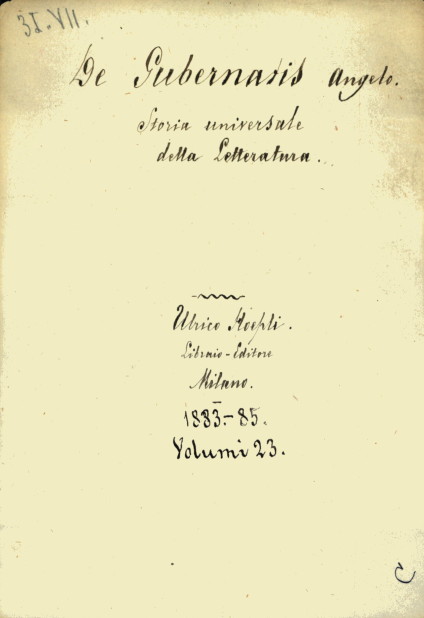 31.VII.
De Gubernatis Angelo.
Storia universale
della Letteratura.
Ulrico Hoepli.
Libraio-Editore
Milano.
1883-85.
Volumi 23.
C